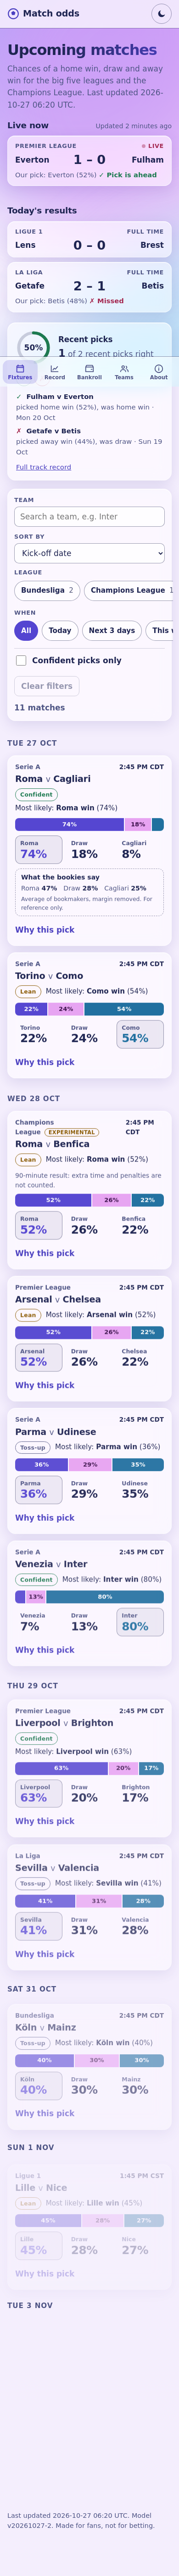 Match odds
Upcoming matches
Chances of a home win, draw and away
win for the big five leagues and the
Champions League. Last updated 2026-
10-27 06:20 UTC.
Live now
Updated 2 minutes ago
PREMIER LEAGUE
LIVE
Everton 1 – 0 Fulham
Our pick: Everton (52%) ✓ Pick is ahead
Today's results
LIGUE 1
FULL TIME
Lens 0 – 0 Brest
LA LIGA
FULL TIME
Getafe 2 – 1 Betis
Our pick: Betis (48%) ✗ Missed
50%
Recent picks
1 of 2 recent picks right
Fixtures
Record
Bankroll
Teams
About
✓ Fulham v Everton
picked home win (52%), was home win ·
Mon 20 Oct
✗ Getafe v Betis
picked away win (44%), was draw · Sun 19
Oct
Full track record
TEAM
Search a team, e.g. Inter
SORT BY
Kick-off date
LEAGUE
Bundesliga 2
Champions League 1
WHEN
All
Today
Next 3 days
This
Confident picks only
Clear filters
11 matches
TUE 27 OCT
Serie A
2:45 PM CDT
Roma v Cagliari
Confident
Most likely: Roma win (74%)
74% 18%
Roma Draw Cagliari
74% 18% 8%
What the bookies say
Roma 47% Draw 28% Cagliari 25%
Average of bookmakers, margin removed. For
reference only.
Why this pick
Serie A
2:45 PM CDT
Torino v Como
Lean
Most likely: Como win (54%)
22% 24% 54%
Torino Draw Como
22% 24% 54%
Why this pick
WED 28 OCT
Champions
League EXPERIMENTAL
2:45 PM
CDT
Roma v Benfica
Lean
Most likely: Roma win (52%)
90-minute result: extra time and penalties are
not counted.
52% 26% 22%
Roma Draw Benfica
52% 26% 22%
Why this pick
Premier League
2:45 PM CDT
Arsenal v Chelsea
Lean
Most likely: Arsenal win (52%)
52% 26% 22%
Arsenal Draw Chelsea
52% 26% 22%
Why this pick
Serie A
2:45 PM CDT
Parma v Udinese
Toss-up
Most likely: Parma win (36%)
36% 29% 35%
Parma Draw Udinese
36% 29% 35%
Why this pick
Serie A
2:45 PM CDT
Venezia v Inter
Confident
Most likely: Inter win (80%)
13% 80%
Venezia Draw Inter
7% 13% 80%
Why this pick
THU 29 OCT
Premier League
2:45 PM CDT
Liverpool v Brighton
Confident
Most likely: Liverpool win (63%)
63% 20% 17%
Liverpool Draw Brighton
63% 20% 17%
Why this pick
La Liga
2:45 PM CDT
Sevilla v Valencia
Toss-up
Most likely: Sevilla win (41%)
41% 31% 28%
Sevilla Draw Valencia
41% 31% 28%
Why this pick
SAT 31 OCT
Bundesliga
2:45 PM CDT
Köln v Mainz
Toss-up
Most likely: Köln win (40%)
40% 30% 30%
Köln Draw Mainz
40% 30% 30%
Why this pick
SUN 1 NOV
Ligue 1
1:45 PM CST
Lille v Nice
Lean
Most likely: Lille win (45%)
45% 28% 27%
Lille Draw Nice
45% 28% 27%
Why this pick
TUE 3 NOV
Last updated 2026-10-27 06:20 UTC. Model
v20261027-2. Made for fans, not for betting.